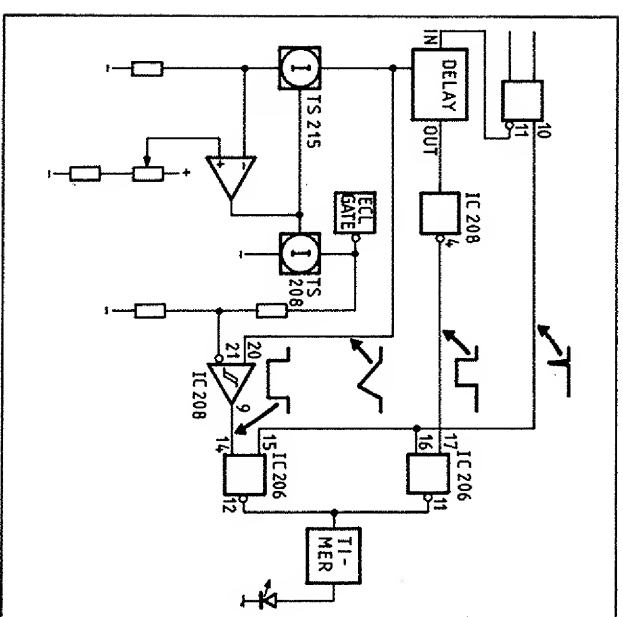 10
11
IN
DELAY
OUT
IC 208
4
TS 215
-
+
-
+
-
ECL
GATE
TS
208
-
-
20
21
IC 208
9
17
16
IC 206
11
15
14
IC 206
12
TI-
MER
-